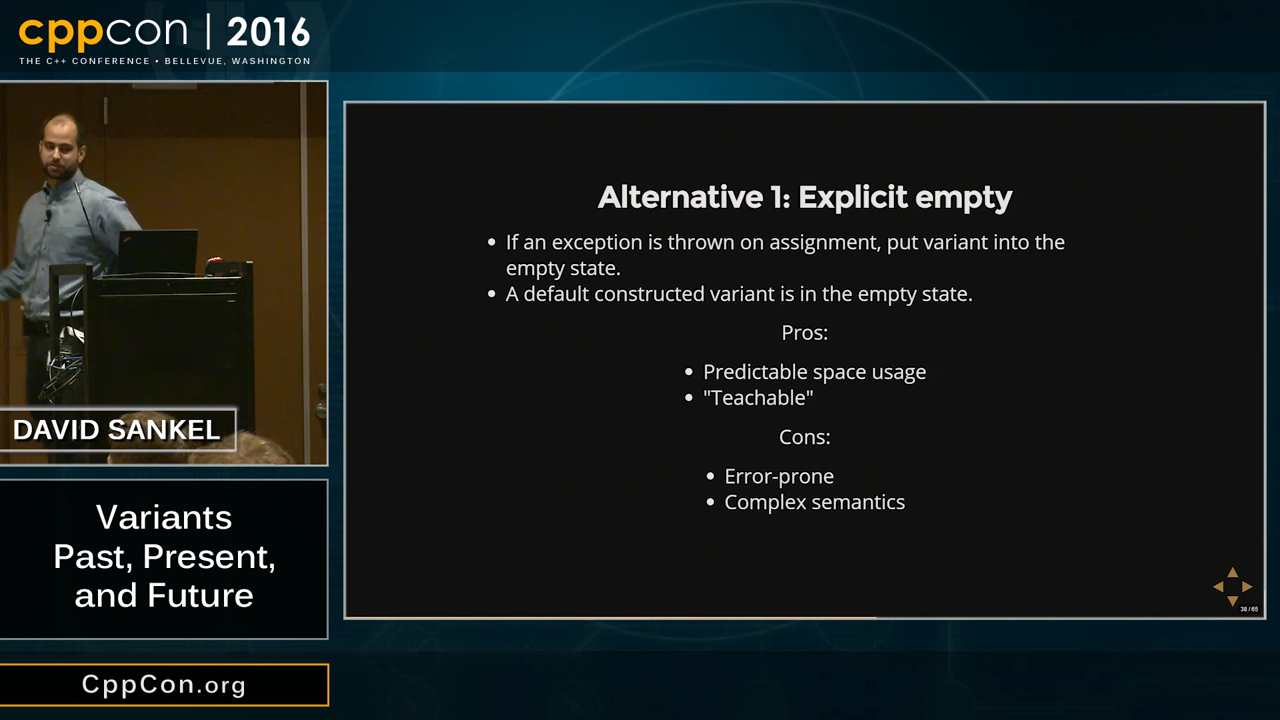 cppcon | 2016
THE C++ CONFERENCE • BELLEVUE, WASHINGTON
DAVID SANKEL
Variants
Past, Present,
and Future
CppCon.org
Alternative 1: Explicit empty
• If an exception is thrown on assignment, put variant into the
empty state.
• A default constructed variant is in the empty state.
Pros:
• Predictable space usage
• "Teachable"
Cons:
• Error-prone
• Complex semantics
38 / 65